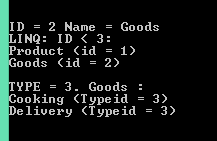 ID = 2 Name = Goods
LINQ: ID < 3:
Product (id = 1)
Goods (id = 2)
TYPE = 3. Goods :
Cooking (Typeid = 3)
Delivery (Typeid = 3)